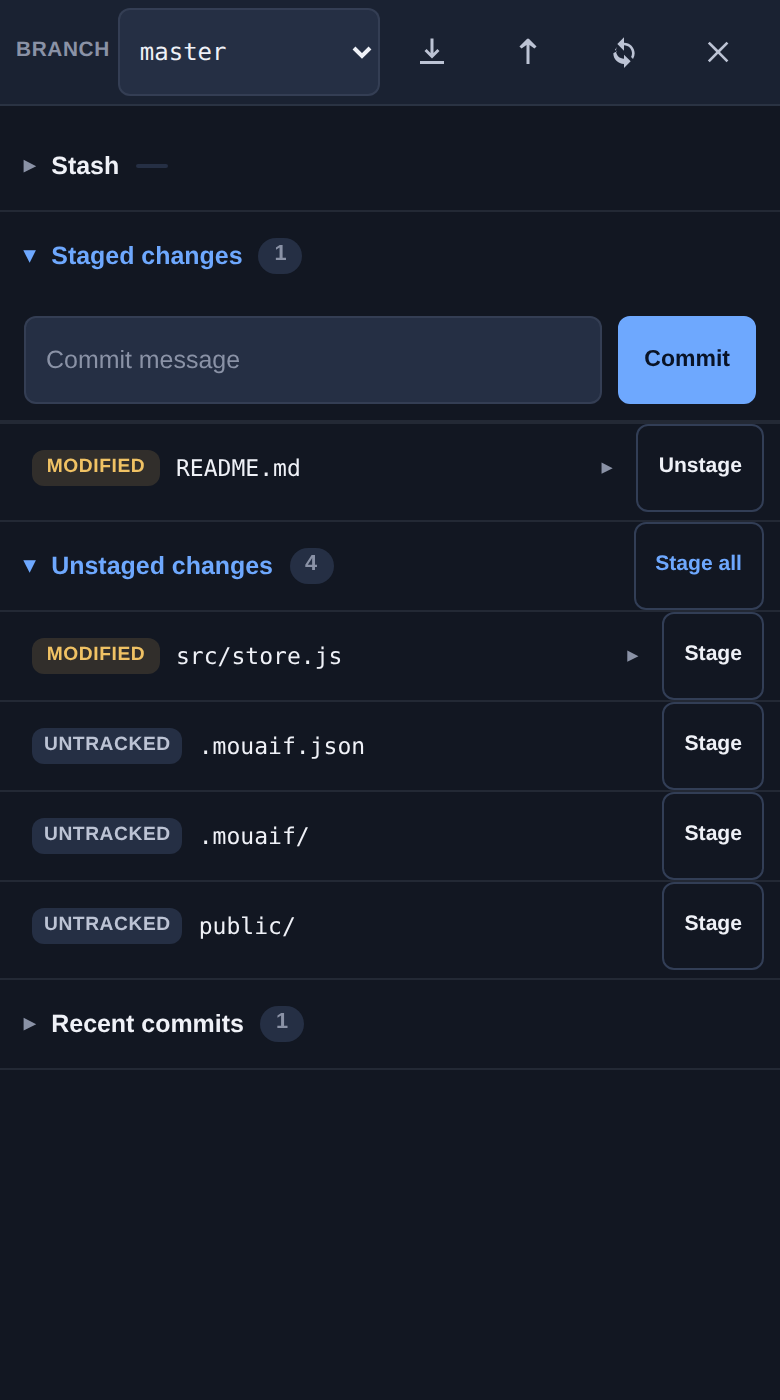 BRANCH master
Stash
Staged changes 1
Commit message Commit
MODIFIED README.md Unstage
Unstaged changes 4 Stage all
MODIFIED src/store.js Stage
UNTRACKED .mouaif.json Stage
UNTRACKED .mouaif/ Stage
UNTRACKED public/ Stage
Recent commits 1